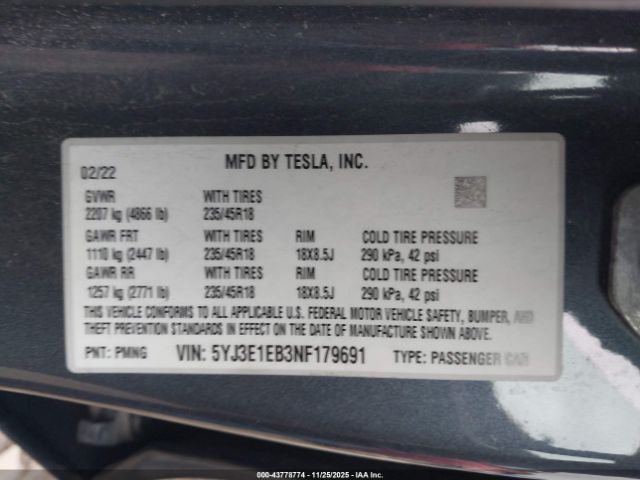 MFD BY TESLA, INC.
02/22
GVWR WITH TIRES
2207 kg (4866 lb) 235/45R18
GAWR FRT WITH TIRES RIM COLD TIRE PRESSURE
1110 kg (2447 lb) 235/45R18 18X8.5J 290 kPa, 42 psi
GAWR RR WITH TIRES RIM COLD TIRE PRESSURE
1257 kg (2771 lb) 235/45R18 18X8.5J 290 kPa, 42 psi
THIS VEHICLE CONFORMS TO ALL APPLICABLE U.S. FEDERAL MOTOR VEHICLE SAFETY, BUMPER, AND
THEFT PREVENTION STANDARDS IN EFFECT ON THE DATE OF MANUFACTURE SHOWN ABOVE.
PNT: PMNG VIN: 5YJ3E1EB3NF179691 TYPE: PASSENGER CAR
000-43778774 - 11/25/2025 - IAA Inc.